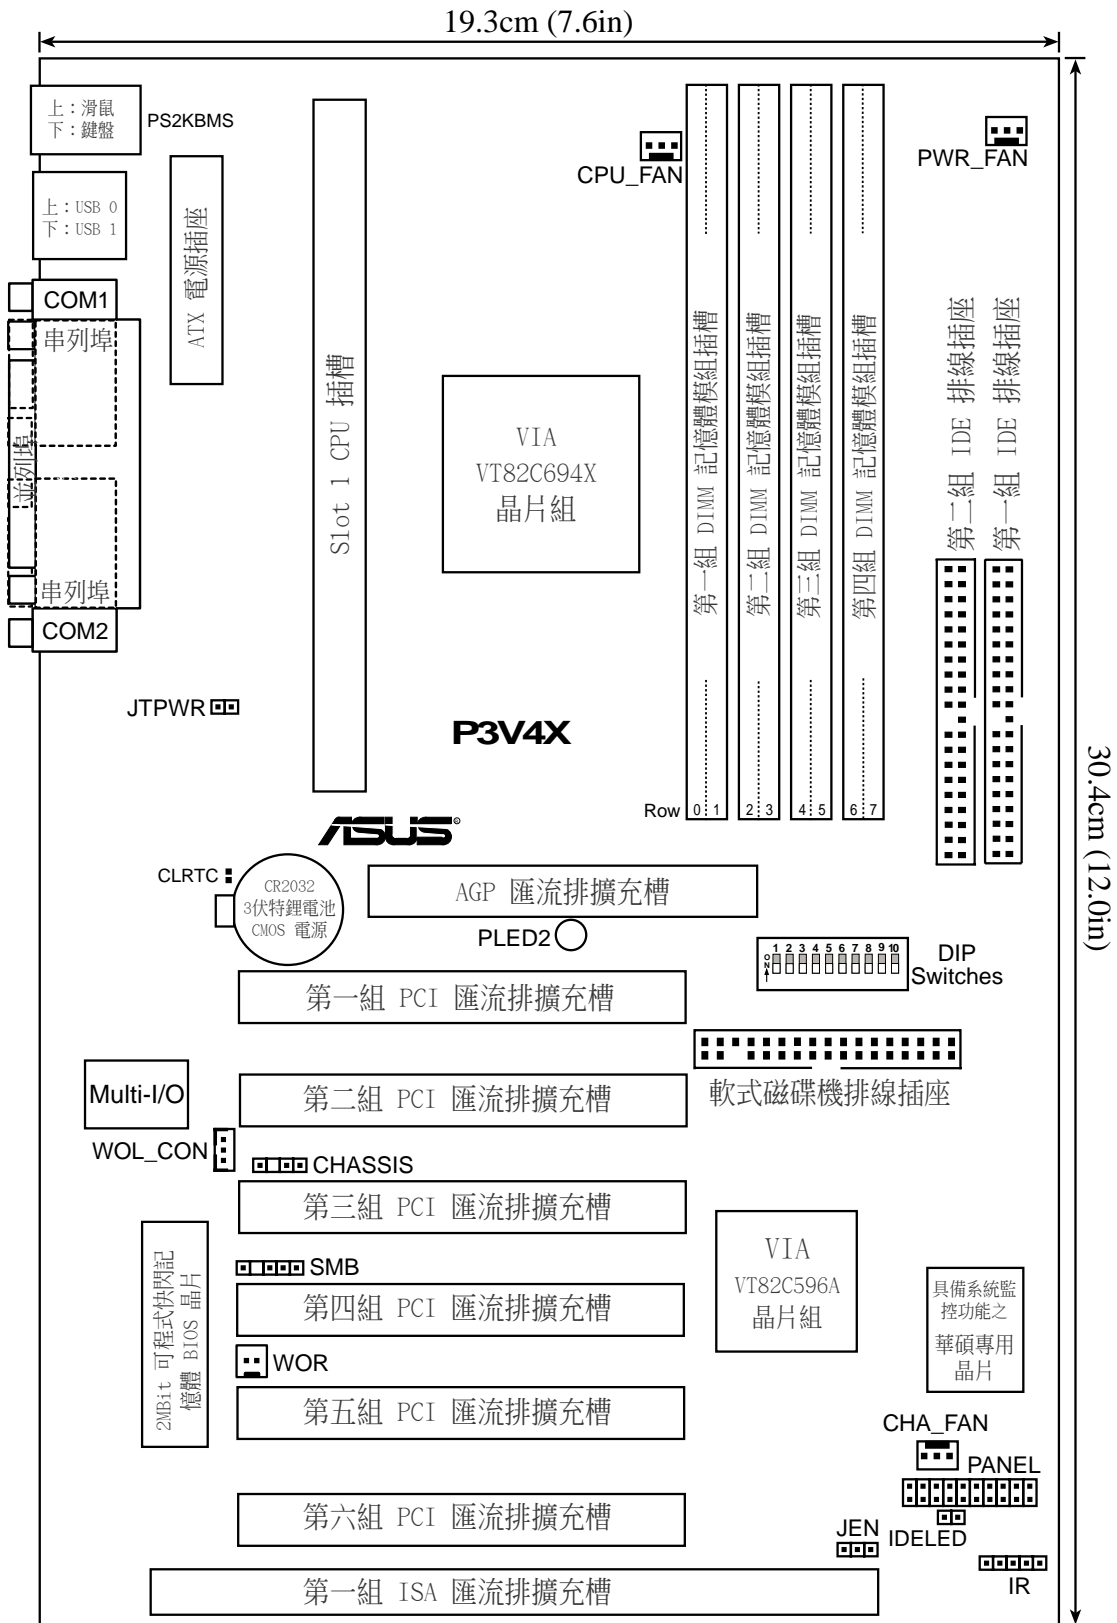 19.3cm (7.6in)
上：滑鼠
下：鍵盤
PS2KBMS
CPU_FAN
PWR_FAN
上：USB 0
下：USB 1
ATX 電源插座
COM1
串列埠
並列埠
串列埠
COM2
Slot 1 CPU 插槽
VIA
VT82C694X
晶片組
第一組 DIMM 記憶體模組插槽
第二組 DIMM 記憶體模組插槽
第三組 DIMM 記憶體模組插槽
第四組 DIMM 記憶體模組插槽
第二組 IDE 排線插座
第一組 IDE 排線插座
JTPWR
P3V4X
Row 0 1 2 3 4 5 6 7
30.4cm (12.0in)
ASUS®
CLRTC
CR2032
3伏特鋰電池
CMOS 電源
AGP 匯流排擴充槽
PLED2
ON
1 2 3 4 5 6 7 8 9 10
DIP
Switches
第一組 PCI 匯流排擴充槽
軟式磁碟機排線插座
Multi-I/O
第二組 PCI 匯流排擴充槽
WOL_CON
CHASSIS
第三組 PCI 匯流排擴充槽
VIA
VT82C596A
晶片組
2MBit 可程式快閃記
憶體 BIOS 晶片
SMB
第四組 PCI 匯流排擴充槽
具備系統監
控功能之
華碩專用
晶片
WOR
第五組 PCI 匯流排擴充槽
CHA_FAN
PANEL
第六組 PCI 匯流排擴充槽
JEN
IDELED
IR
第一組 ISA 匯流排擴充槽